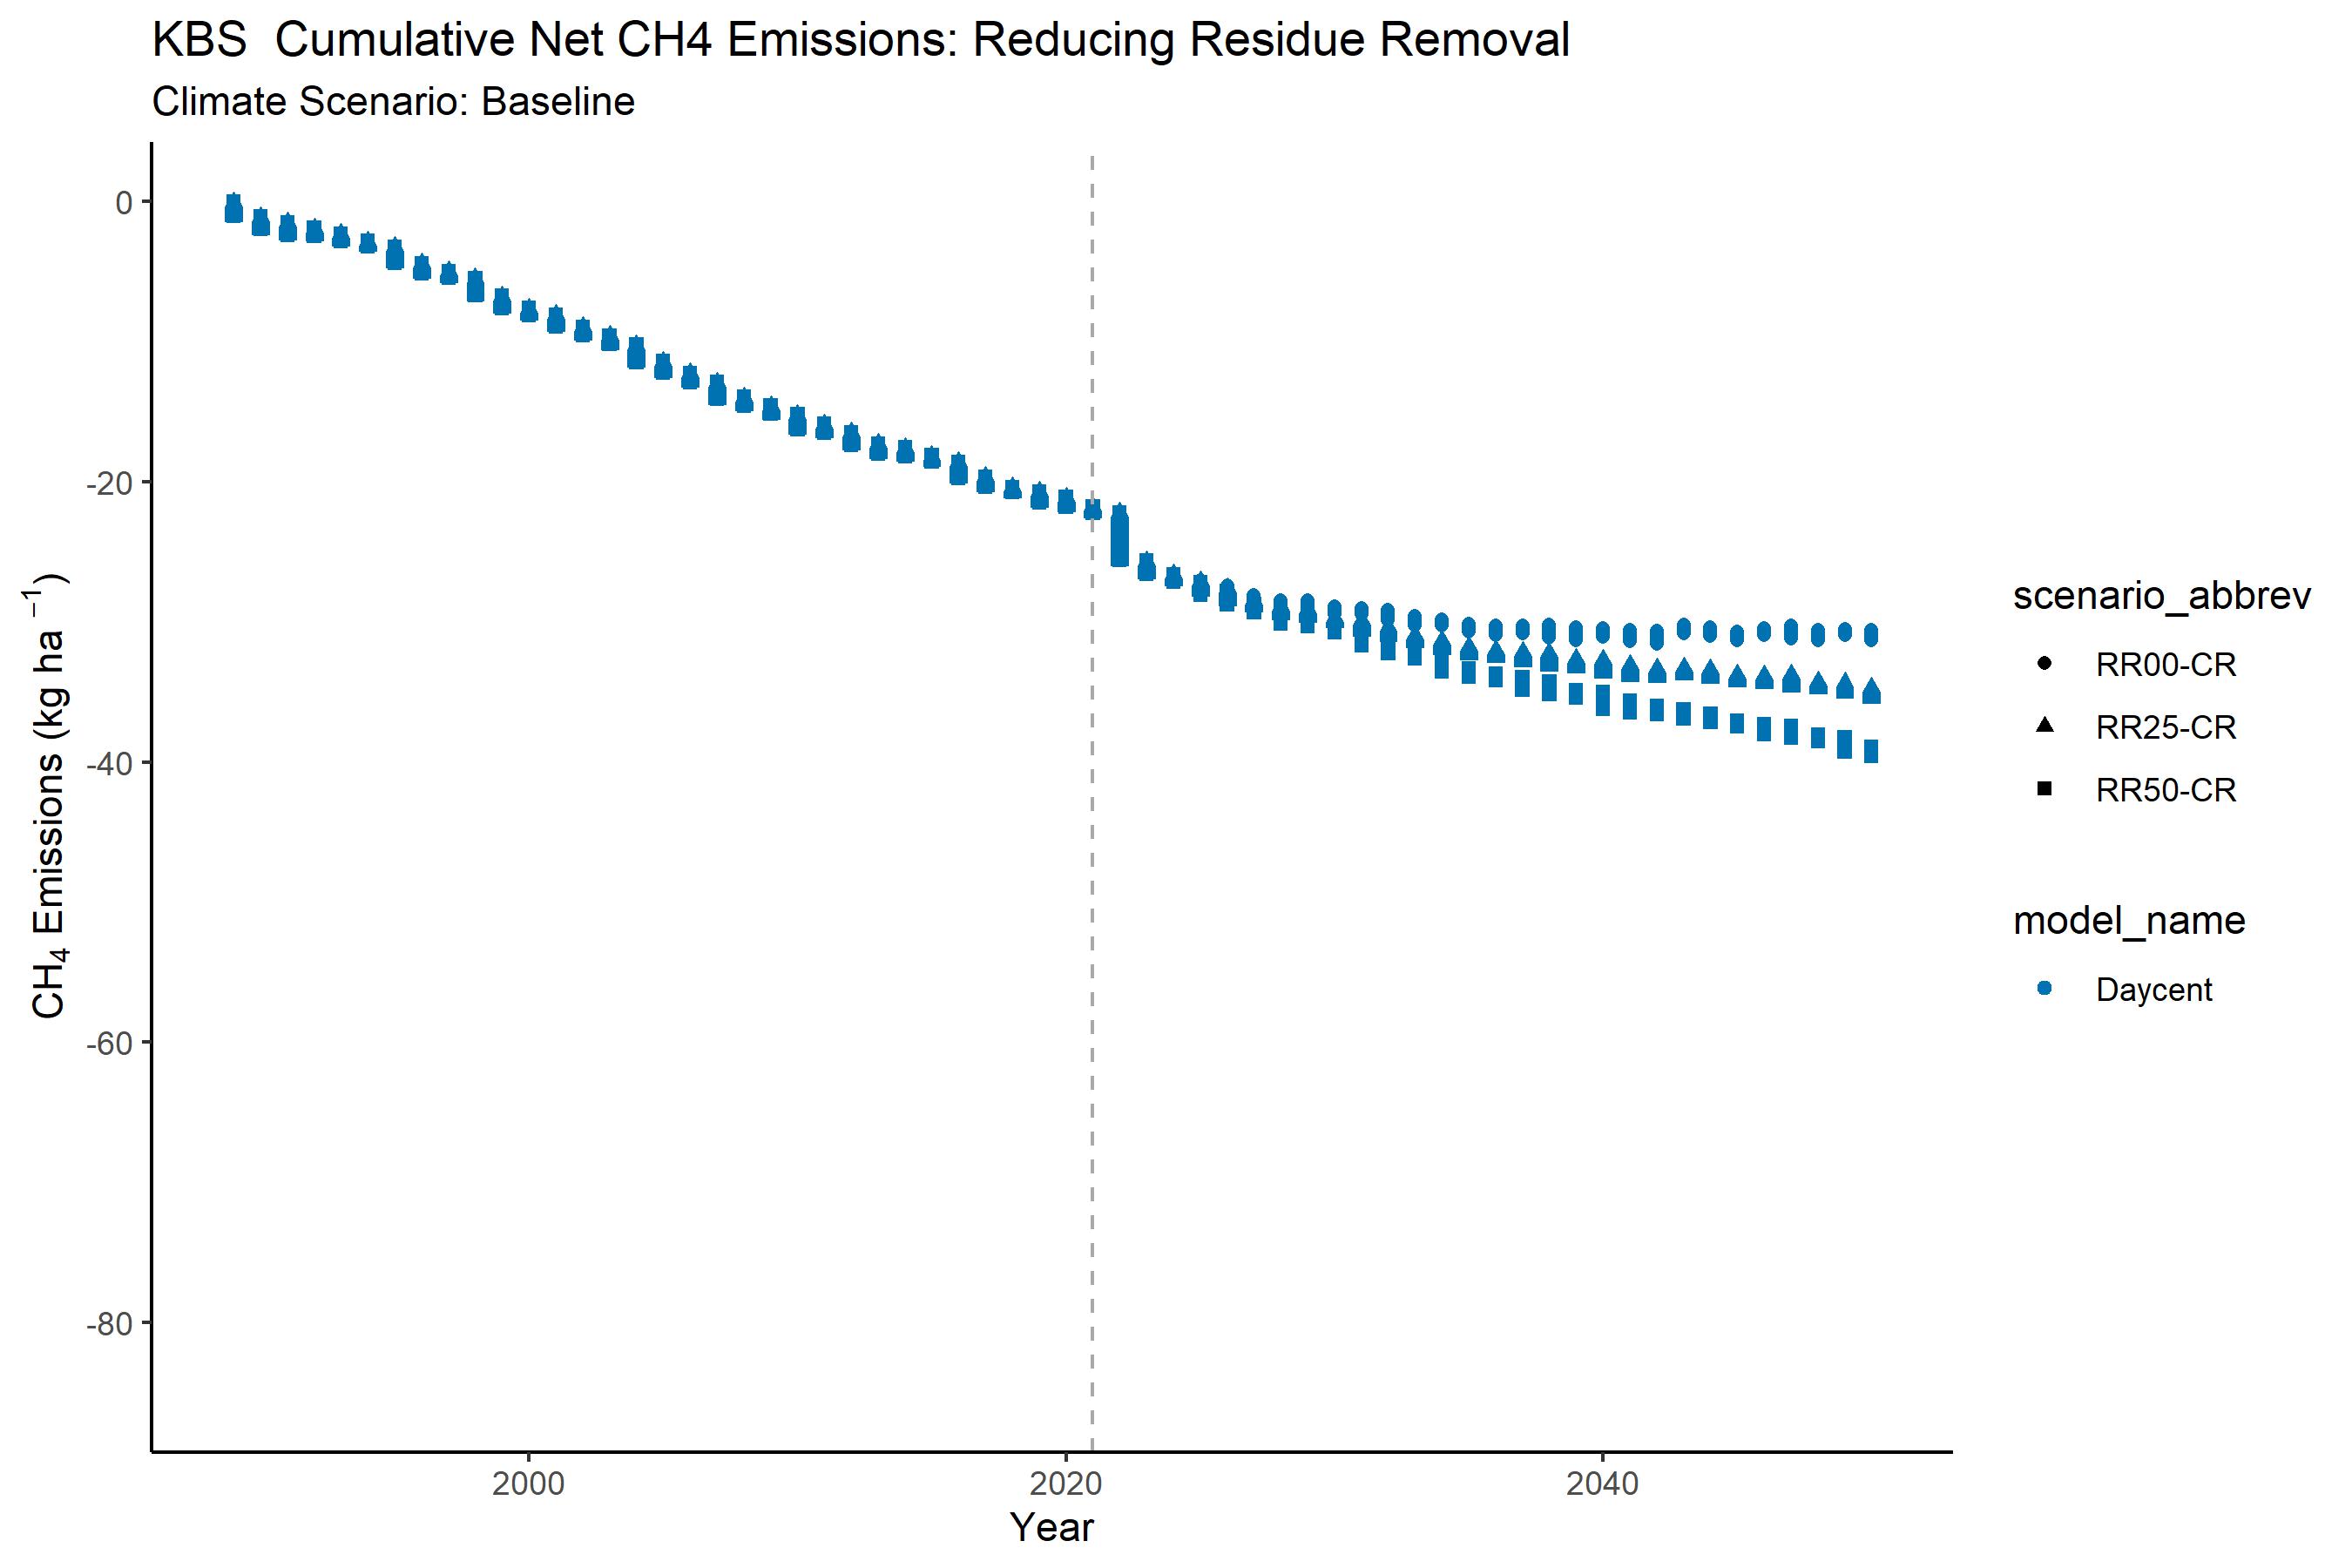 KBS  Cumulative Net CH4 Emissions: Reducing Residue Removal
Climate Scenario: Baseline
CH₄ Emissions (kg ha ⁻¹)
0
-20
-40
-60
-80
2000
2020
2040
Year
scenario_abbrev
RR00-CR
RR25-CR
RR50-CR
model_name
Daycent